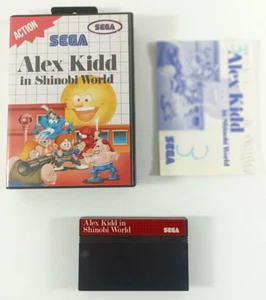 ACTION
SEGA
SEGA
Alex Kidd
in Shinobi World
Alex Kidd
in Shinobi World
SEGA
3
Alex Kidd in
Shinobi World
SEGA